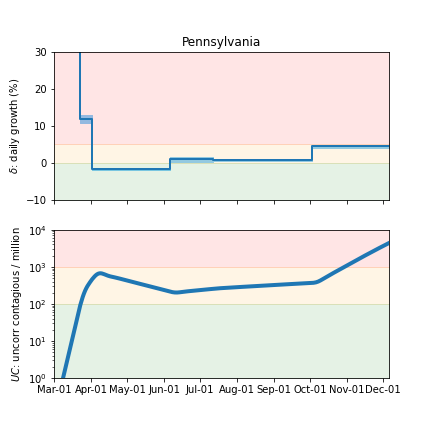 Pennsylvania
30
20
10
0
−10
δ: daily growth (%)
10⁴
10³
10²
10¹
10⁰
UC: uncorr contagious / million
Mar-01 Apr-01 May-01 Jun-01 Jul-01 Aug-01 Sep-01 Oct-01 Nov-01 Dec-01